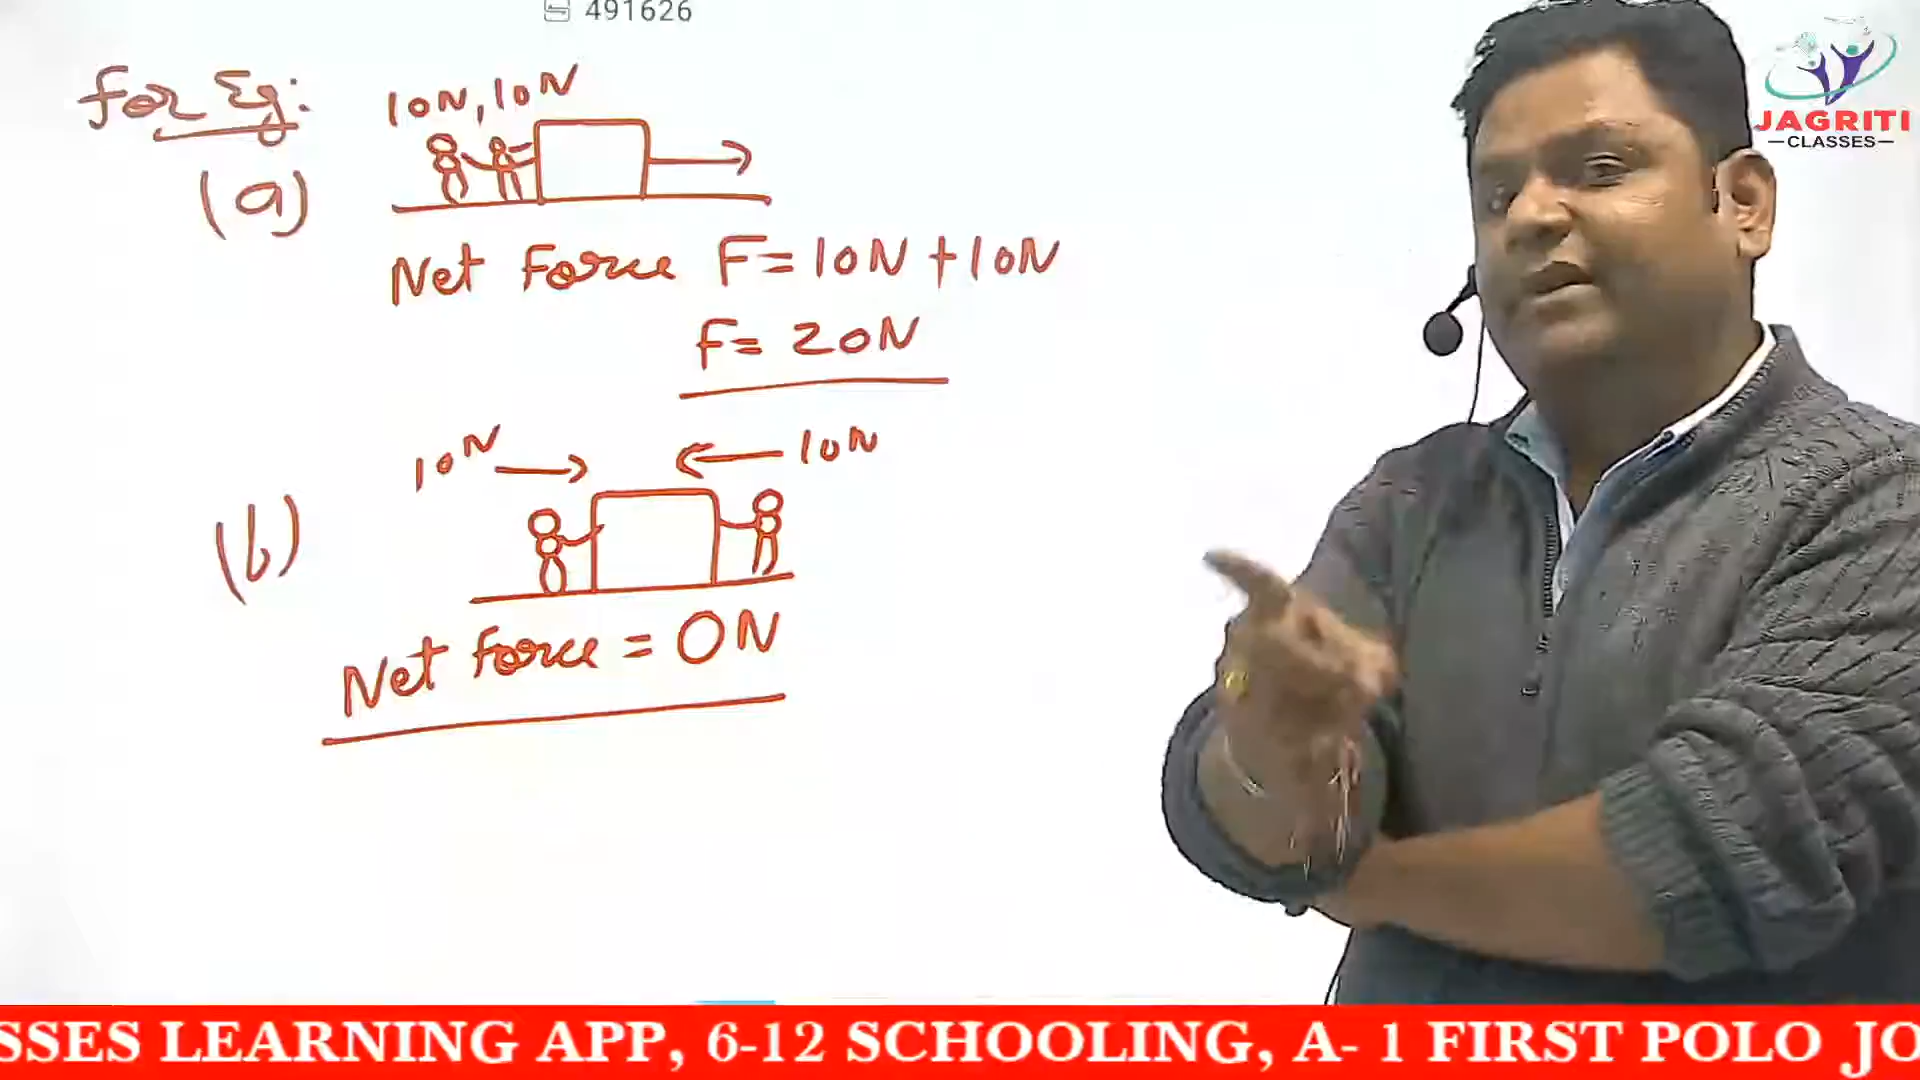 491626
JAGRITI
CLASSES
For Eg:
10N, 10N
(a)
Net Force F = 10N + 10N
F = 20N
10N
10N
(b)
Net Force = 0N
SSES LEARNING APP, 6-12 SCHOOLING, A- 1 FIRST POLO JO